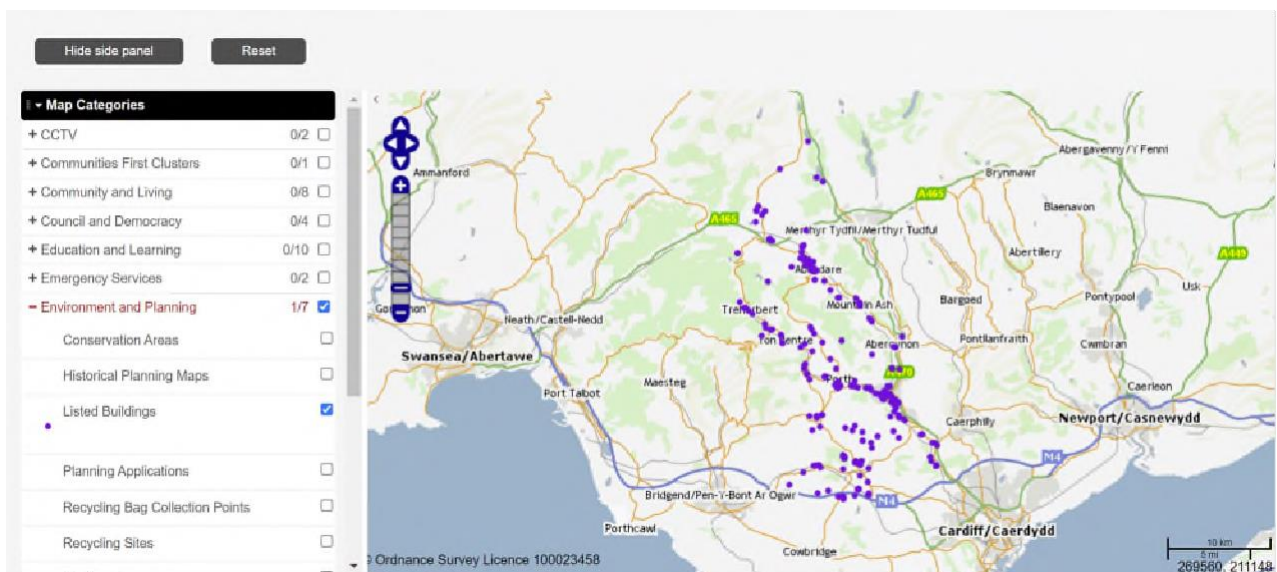 Hide side panel
Reset
Map Categories
+ CCTV 0/2
+ Communities First Clusters 0/1
+ Community and Living 0/8
+ Council and Democracy 0/4
+ Education and Learning 0/10
+ Emergency Services 0/2
− Environment and Planning 1/7
Conservation Areas
Historical Planning Maps
Listed Buildings
Planning Applications
Recycling Bag Collection Points
Recycling Sites
Abergavenny/Y Fenni
Ammanford
Brynmawr
A465
Blaenavon
A465
Merthyr Tydfil/Merthyr Tudful
Abertillery
A449
Usk
Bargoed
Pontypool
Mountain Ash
Neath/Castell-Nedd
Pontllanfraith
Cwmbran
Swansea/Abertawe
Maesteg
Caerleon
Port Talbot
Newport/Casnewydd
Caerphilly
M4
Bridgend/Pen-Y-Bont Ar Ogwr
M4
Porthcawl
Cardiff/Caerdydd
Cowbridge
10 km
5 mi
Ordnance Survey Licence 100023458
269560, 211148